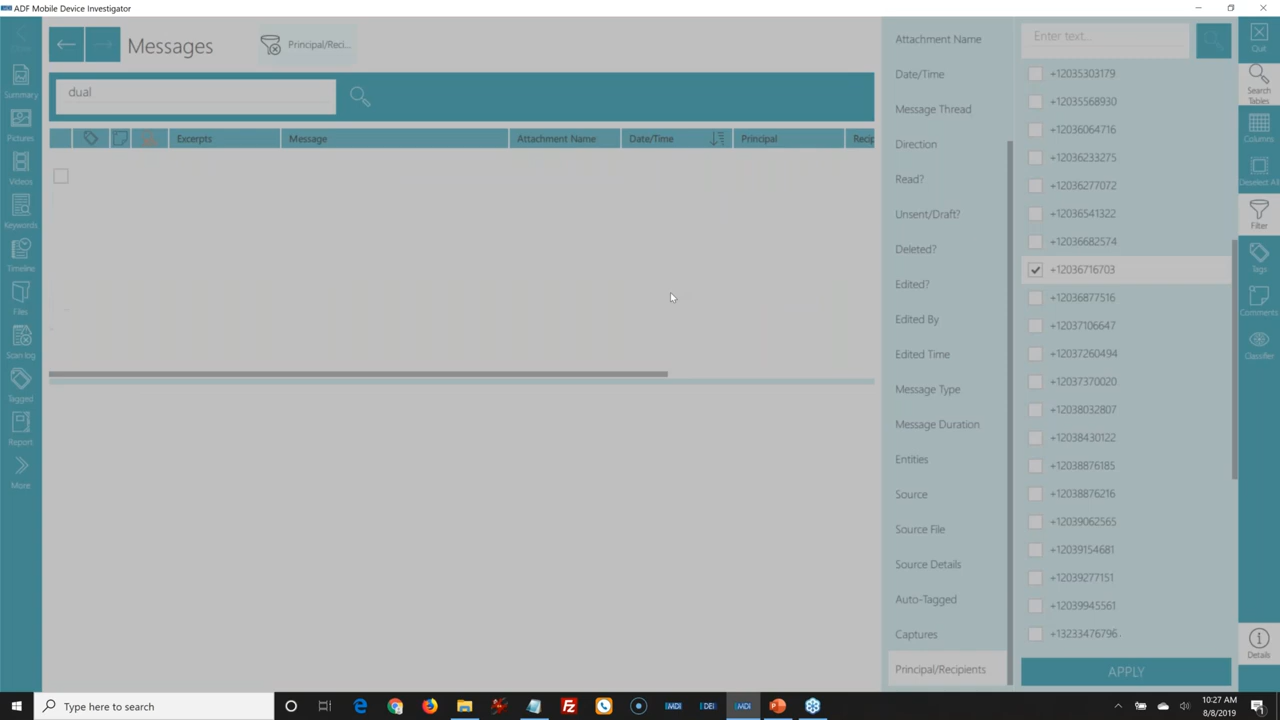 ADF Mobile Device Investigator
Messages
Principal/Reci...
dual
Excerpts
Message
Attachment Name
Date/Time
Principal
Recip
Summary
Pictures
Videos
Keywords
Timeline
Files
Scan log
Tagged
Report
More
Attachment Name
Date/Time
Message Thread
Direction
Read?
Unsent/Draft?
Deleted?
Edited?
Edited By
Edited Time
Message Type
Message Duration
Entities
Source
Source File
Source Details
Auto-Tagged
Captures
Principal/Recipients
Enter text...
+12035303179
+12035568930
+12036064716
+12036233275
+12036277072
+12036541322
+12036682574
+12036716703
+12036877516
+12037106647
+12037260494
+12037370020
+12038032807
+12038430122
+12038876185
+12038876216
+12039062565
+12039154681
+12039277151
+12039945561
+13233476796
APPLY
Quit
Search
Tables
Columns
Deselect All
Filter
Tags
Comments
Classifier
Details
Type here to search
MDI
DEI
MDI
10:27 AM
8/8/2019